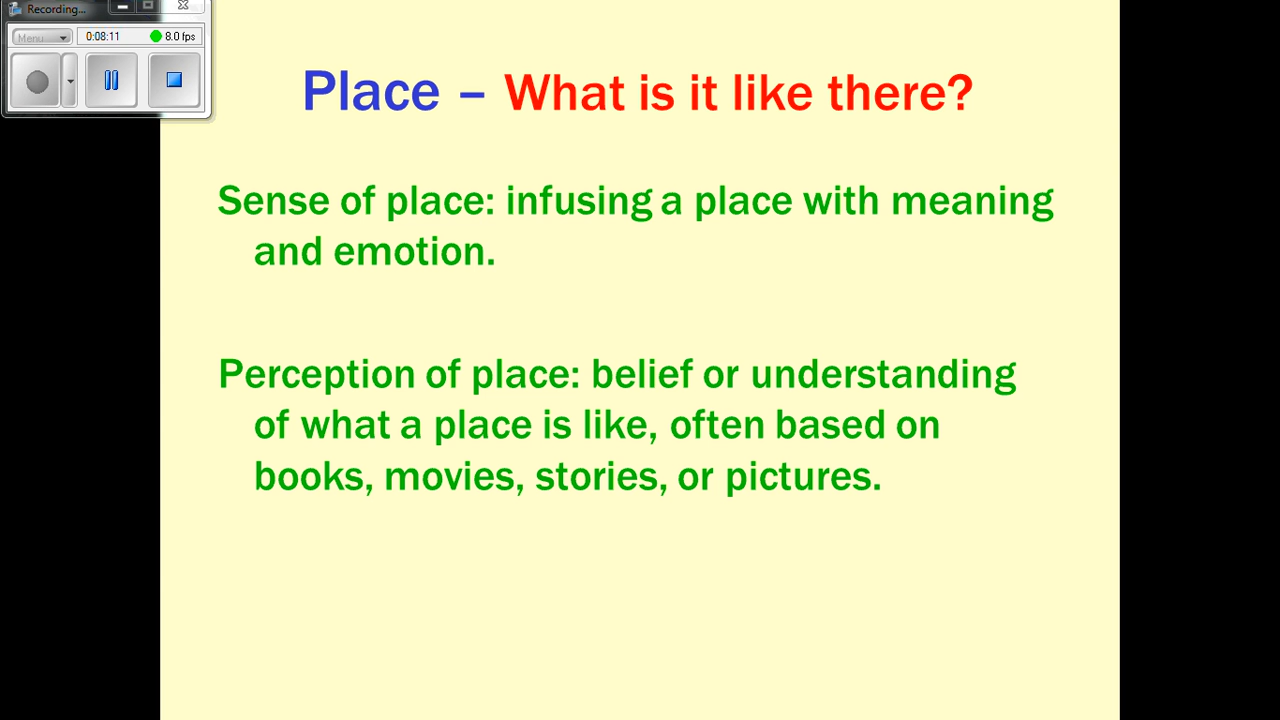 Recording...
Menu
0:08:11
8.0 fps
Place – What is it like there?
Sense of place: infusing a place with meaning
and emotion.
Perception of place: belief or understanding
of what a place is like, often based on
books, movies, stories, or pictures.